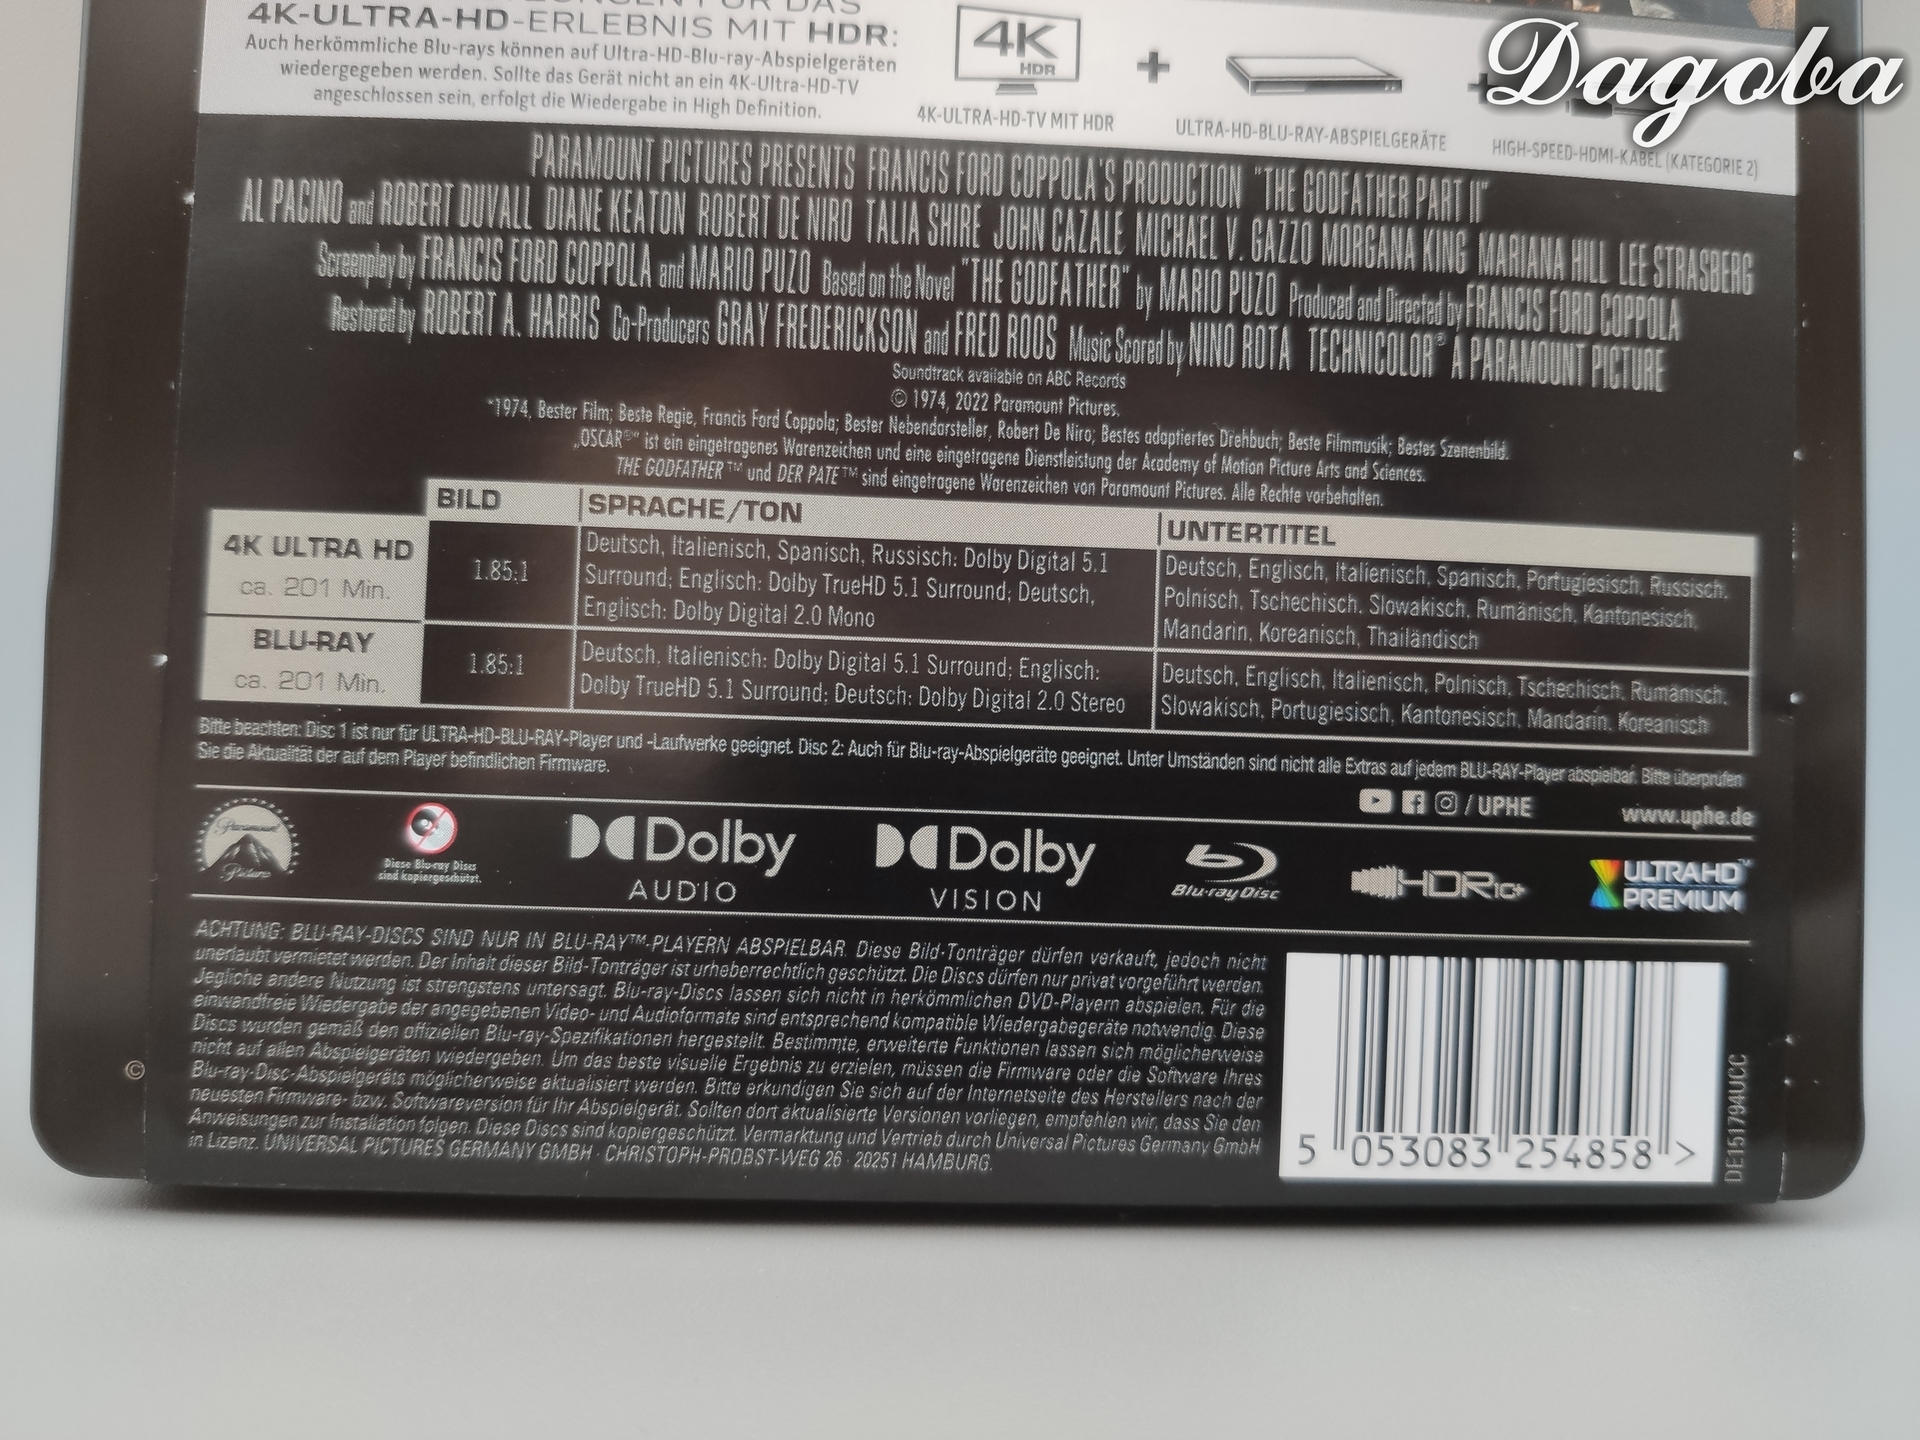 4K-ULTRA-HD-ERLEBNIS MIT HDR:
Auch herkömmliche Blu-rays können auf Ultra-HD-Blu-ray-Abspielgeräten
wiedergegeben werden. Sollte das Gerät nicht an ein 4K-Ultra-HD-TV
angeschlossen sein, erfolgt die Wiedergabe in High Definition.
4K
HDR
+
+
4K-ULTRA-HD-TV MIT HDR
ULTRA-HD-BLU-RAY-ABSPIELGERÄTE
HIGH-SPEED-HDMI-KABEL (KATEGORIE 2)
Dagoba
PARAMOUNT PICTURES PRESENTS FRANCIS FORD COPPOLA'S PRODUCTION "THE GODFATHER PART II"
AL PACINO and ROBERT DUVALL DIANE KEATON ROBERT DE NIRO TALIA SHIRE JOHN CAZALE MICHAEL V. GAZZO MORGANA KING MARIANA HILL LEE STRASBERG
Screenplay by FRANCIS FORD COPPOLA and MARIO PUZO Based on the Novel "THE GODFATHER" by MARIO PUZO Produced and Directed by FRANCIS FORD COPPOLA
Restored by ROBERT A. HARRIS Co-Producers GRAY FREDERICKSON and FRED ROOS Music Scored by NINO ROTA TECHNICOLOR® A PARAMOUNT PICTURE
Soundtrack available on ABC Records
© 1974, 2022 Paramount Pictures.
*1974, Bester Film; Beste Regie, Francis Ford Coppola; Bester Nebendarsteller, Robert De Niro; Bestes adaptiertes Drehbuch; Beste Filmmusik; Bestes Szenenbild.
„OSCAR®“ ist ein eingetragenes Warenzeichen und eine eingetragene Dienstleistung der Academy of Motion Picture Arts and Sciences.
THE GODFATHER™ und DER PATE™ sind eingetragene Warenzeichen von Paramount Pictures. Alle Rechte vorbehalten.
BILD
SPRACHE/TON
UNTERTITEL
4K ULTRA HD
ca. 201 Min.
1.85:1
Deutsch, Italienisch, Spanisch, Russisch: Dolby Digital 5.1
Surround; Englisch: Dolby TrueHD 5.1 Surround; Deutsch,
Englisch: Dolby Digital 2.0 Mono
Deutsch, Englisch, Italienisch, Spanisch, Portugiesisch, Russisch,
Polnisch, Tschechisch, Slowakisch, Rumänisch, Kantonesisch,
Mandarin, Koreanisch, Thailändisch
BLU-RAY
ca. 201 Min.
1.85:1
Deutsch, Italienisch: Dolby Digital 5.1 Surround; Englisch:
Dolby TrueHD 5.1 Surround; Deutsch: Dolby Digital 2.0 Stereo
Deutsch, Englisch, Italienisch, Polnisch, Tschechisch, Rumänisch,
Slowakisch, Portugiesisch, Kantonesisch, Mandarin, Koreanisch
Bitte beachten: Disc 1 ist nur für ULTRA-HD-BLU-RAY-Player und -Laufwerke geeignet. Disc 2: Auch für Blu-ray-Abspielgeräte geeignet. Unter Umständen sind nicht alle Extras auf jedem BLU-RAY-Player abspielbar. Bitte überprüfen
Sie die Aktualität der auf dem Player befindlichen Firmware.
/UPHE
www.uphe.de
Paramount
Pictures
Diese Blu-ray Discs
sind kopiergeschützt.
Dolby
AUDIO
Dolby
VISION
Blu-ray Disc
HDR10+
ULTRA HD™
PREMIUM
ACHTUNG: BLU-RAY-DISCS SIND NUR IN BLU-RAY™-PLAYERN ABSPIELBAR. Diese Bild-Tonträger dürfen verkauft, jedoch nicht
unerlaubt vermietet werden. Der Inhalt dieser Bild-Tonträger ist urheberrechtlich geschützt. Die Discs dürfen nur privat vorgeführt werden.
Jegliche andere Nutzung ist strengstens untersagt. Blu-ray-Discs lassen sich nicht in herkömmlichen DVD-Playern abspielen. Für die
einwandfreie Wiedergabe der angegebenen Video- und Audioformate sind entsprechend kompatible Wiedergabegeräte notwendig. Diese
Discs wurden gemäß den offiziellen Blu-ray-Spezifikationen hergestellt. Bestimmte, erweiterte Funktionen lassen sich möglicherweise
nicht auf allen Abspielgeräten wiedergeben. Um das beste visuelle Ergebnis zu erzielen, müssen die Firmware oder die Software Ihres
Blu-ray-Disc-Abspielgeräts möglicherweise aktualisiert werden. Bitte erkundigen Sie sich auf der Internetseite des Herstellers nach der
neuesten Firmware- bzw. Softwareversion für Ihr Abspielgerät. Sollten dort aktualisierte Versionen vorliegen, empfehlen wir, dass Sie den
Anweisungen zur Installation folgen. Diese Discs sind kopiergeschützt. Vermarktung und Vertrieb durch Universal Pictures Germany GmbH
in Lizenz. UNIVERSAL PICTURES GERMANY GMBH · CHRISTOPH-PROBST-WEG 26 · 20251 HAMBURG.
©
5 053083 254858 >
DE151794UCC